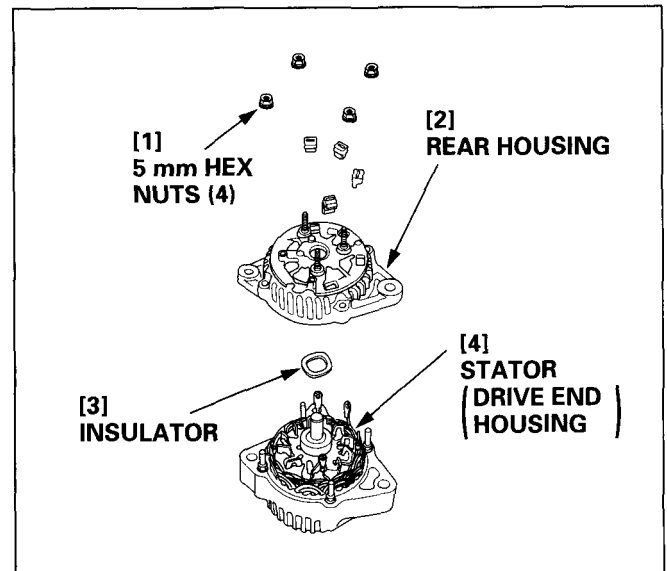 [1]
5 mm HEX
NUTS (4)
[2]
REAR HOUSING
[3]
INSULATOR
[4]
STATOR
(DRIVE END
HOUSING)